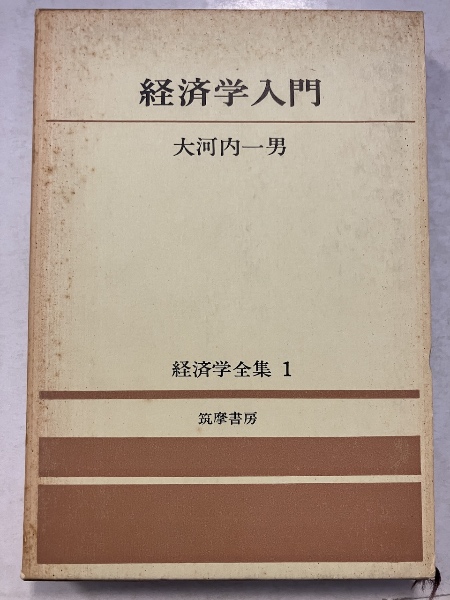 経済学入門
大河内一男
経済学全集 1
筑摩書房